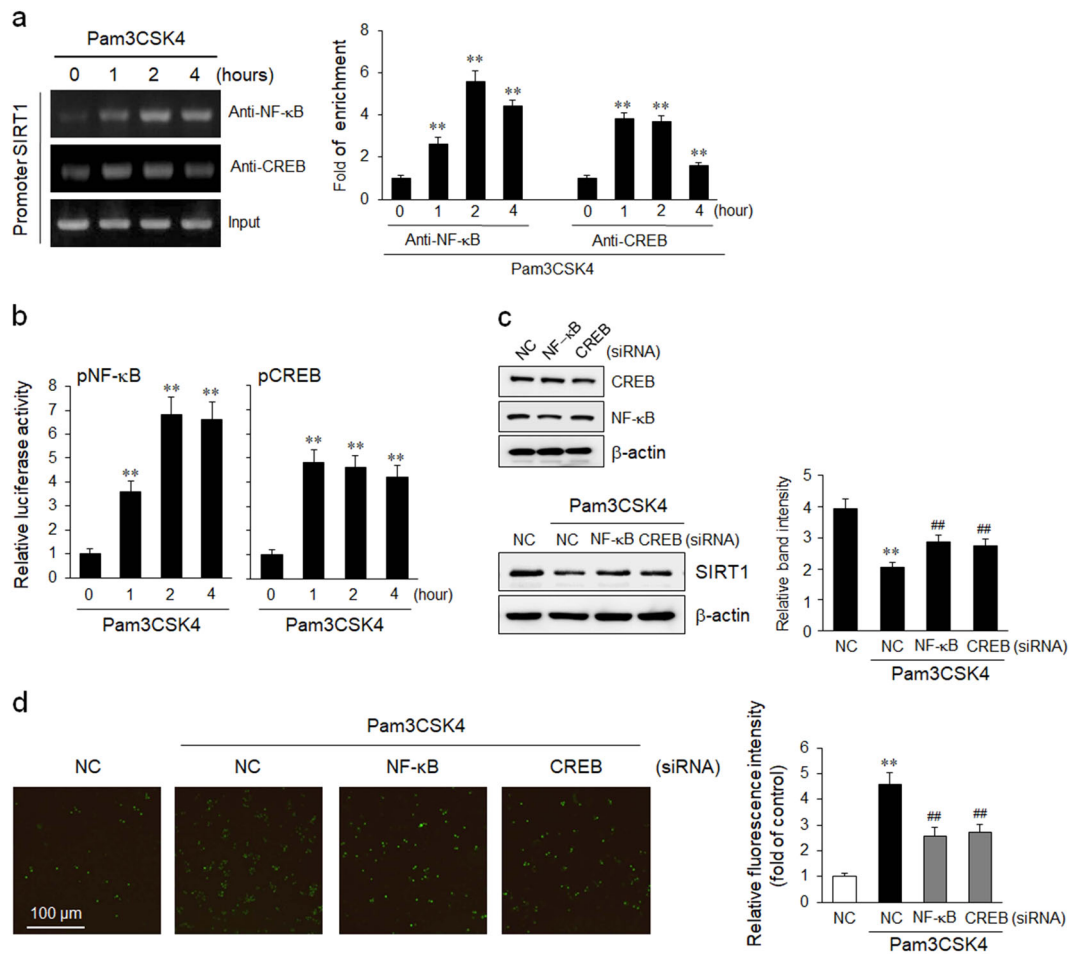 a
Pam3CSK4
0 1 2 4 (hours)
Promoter SIRT1
Anti-NF-κB
Anti-CREB
Input
Fold of enrichment
8
6
4
2
0
** ** ** ** ** **
0 1 2 4 0 1 2 4 (hour)
Anti-NF-κB Anti-CREB
Pam3CSK4
b
Relative luciferase activity
pNF-κB pCREB
8
7
6
5
4
3
2
1
0
** ** ** ** ** **
0 1 2 4 0 1 2 4 (hour)
Pam3CSK4 Pam3CSK4
c
NC NF-κB CREB (siRNA)
CREB
NF-κB
β-actin
Pam3CSK4
NC NC NF-κB CREB (siRNA)
SIRT1
β-actin
Relative band intensity
5
4
3
2
1
0
** ## ##
NC NC NF-κB CREB (siRNA)
Pam3CSK4
d
Pam3CSK4
NC NC NF-κB CREB (siRNA)
100 μm
Relative fluorescence intensity
(fold of control)
6
5
4
3
2
1
0
** ## ##
NC NC NF-κB CREB (siRNA)
Pam3CSK4